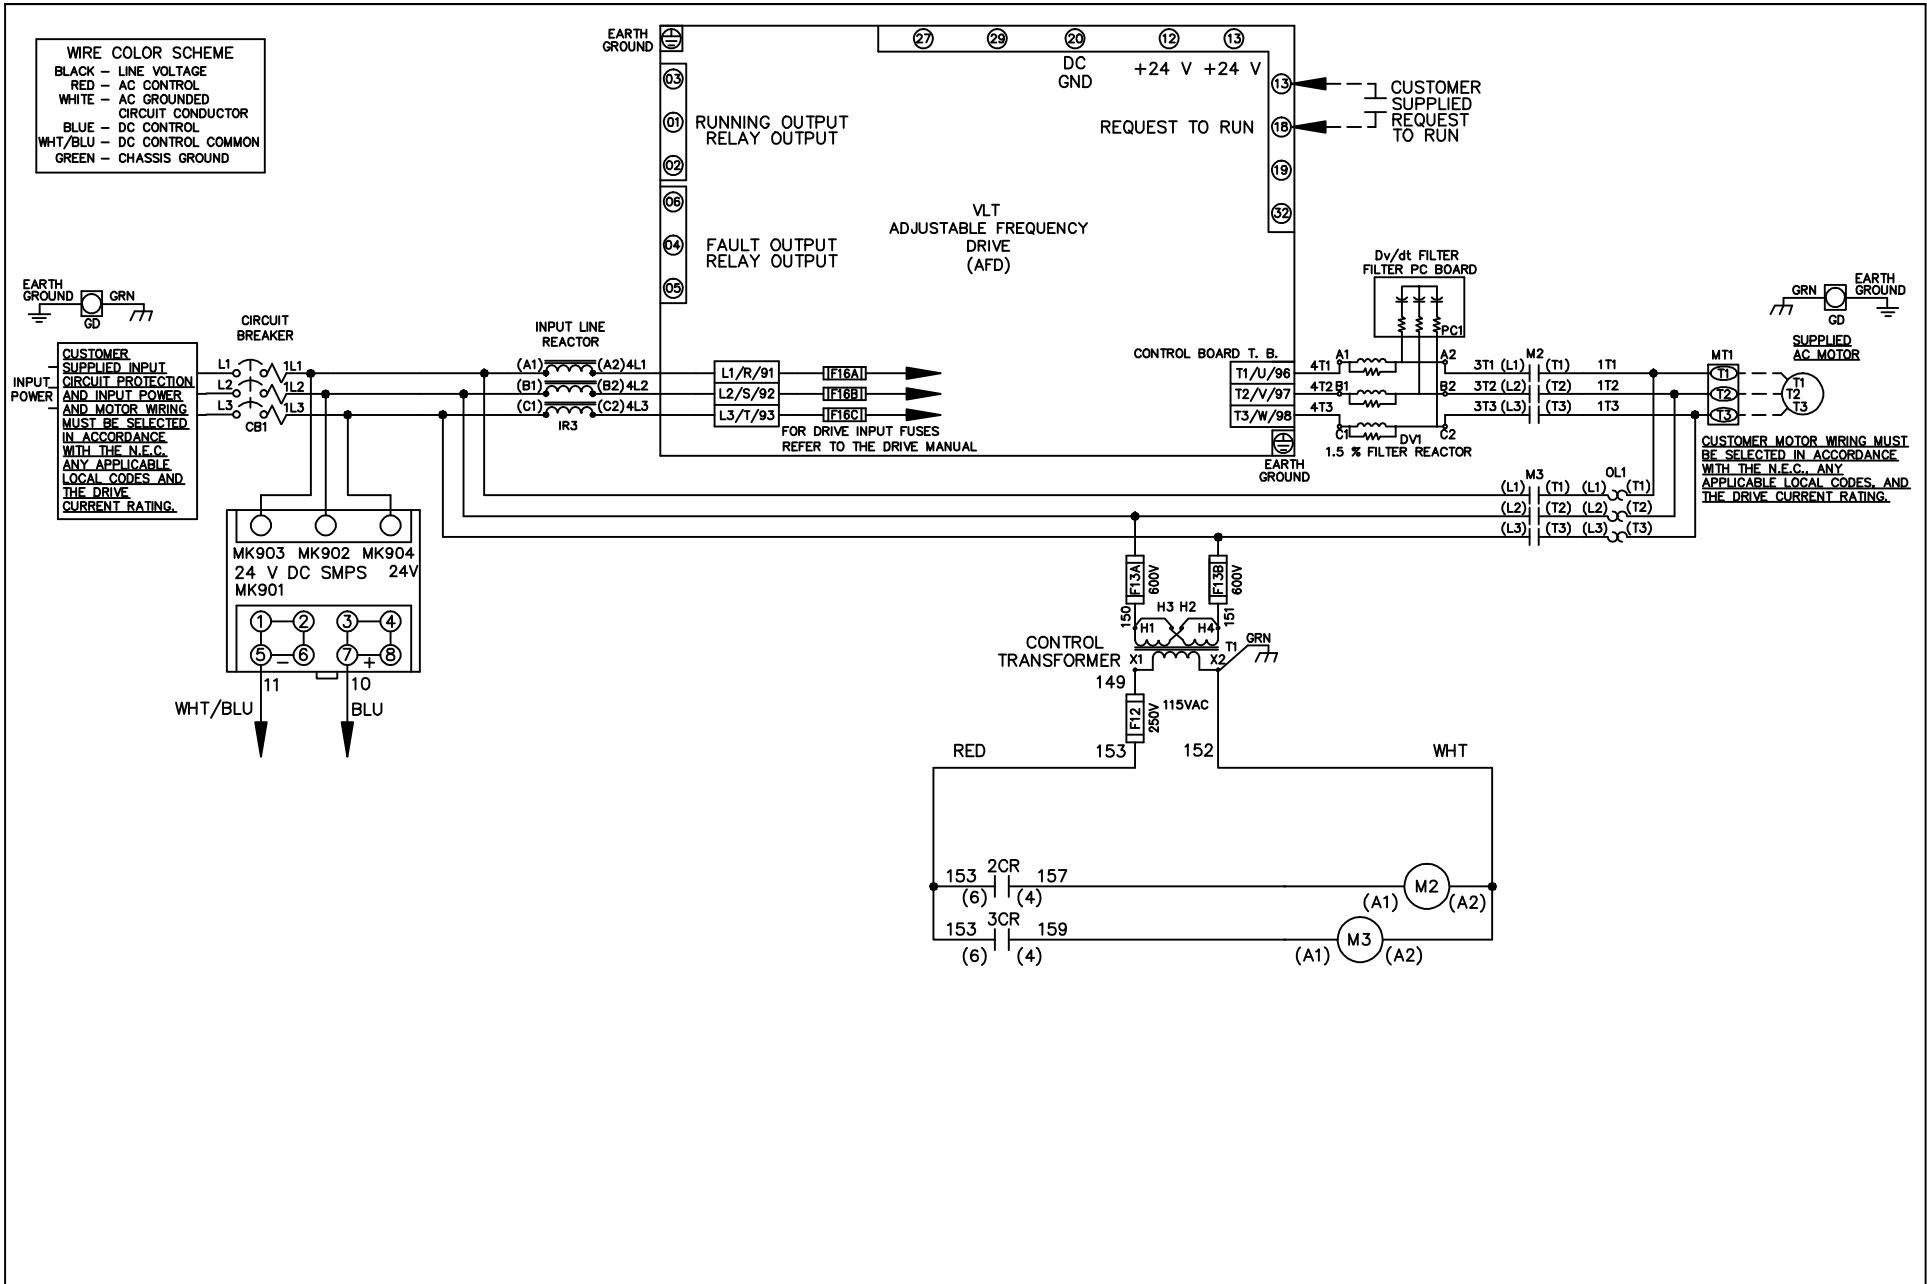 WIRE COLOR SCHEME
BLACK – LINE VOLTAGE
RED – AC CONTROL
WHITE – AC GROUNDED
CIRCUIT CONDUCTOR
BLUE – DC CONTROL
WHT/BLU – DC CONTROL COMMON
GREEN – CHASSIS GROUND
EARTH
GROUND
03
01
02
RUNNING OUTPUT
RELAY OUTPUT
06
04
05
FAULT OUTPUT
RELAY OUTPUT
27
29
20
12
13
DC
GND
+24 V
+24 V
13
18
19
32
REQUEST TO RUN
CUSTOMER
SUPPLIED
REQUEST
TO RUN
VLT
ADJUSTABLE FREQUENCY
DRIVE
(AFD)
Dv/dt FILTER
FILTER PC BOARD
PC1
EARTH
GROUND
GRN
GD
INPUT
POWER
CUSTOMER
SUPPLIED INPUT
CIRCUIT PROTECTION
AND INPUT POWER
AND MOTOR WIRING
MUST BE SELECTED
IN ACCORDANCE
WITH THE N.E.C.
ANY APPLICABLE
LOCAL CODES AND
THE DRIVE
CURRENT RATING.
CIRCUIT
BREAKER
L1
1L1
L2
1L2
L3
1L3
CB1
INPUT LINE
REACTOR
(A1)
(A2) 4L1
(B1)
(B2) 4L2
(C1)
(C2) 4L3
IR3
L1/R/91
L2/S/92
L3/T/93
F16A
F16B
F16C
FOR DRIVE INPUT FUSES
REFER TO THE DRIVE MANUAL
CONTROL BOARD T. B.
T1/U/96
T2/V/97
T3/W/98
EARTH
GROUND
4T1
A1
A2
4T2
B1
B2
4T3
C1
C2
DV1
1.5 % FILTER REACTOR
M2
3T1 (L1)
(T1)
1T1
3T2 (L2)
(T2)
1T2
3T3 (L3)
(T3)
1T3
MT1
T1
T2
T3
T1
T2
T3
GRN
EARTH
GROUND
GD
SUPPLIED
AC MOTOR
CUSTOMER MOTOR WIRING MUST
BE SELECTED IN ACCORDANCE
WITH THE N.E.C., ANY
APPLICABLE LOCAL CODES, AND
THE DRIVE CURRENT RATING.
M3
OL1
(L1)
(T1)
(L1)
(T1)
(L2)
(T2)
(L2)
(T2)
(L3)
(T3)
(L3)
(T3)
MK903
MK902
MK904
24 V DC SMPS
24V
MK901
1
2
3
4
5
–
6
7
+
8
11
10
WHT/BLU
BLU
F13A
600V
F13B
600V
150
151
H3 H2
H1
H4
CONTROL
TRANSFORMER
T1
X1
X2
GRN
149
F12
250V
115VAC
RED
153
152
WHT
2CR
153
157
(6)
(4)
M2
(A1)
(A2)
3CR
153
159
(6)
(4)
M3
(A1)
(A2)